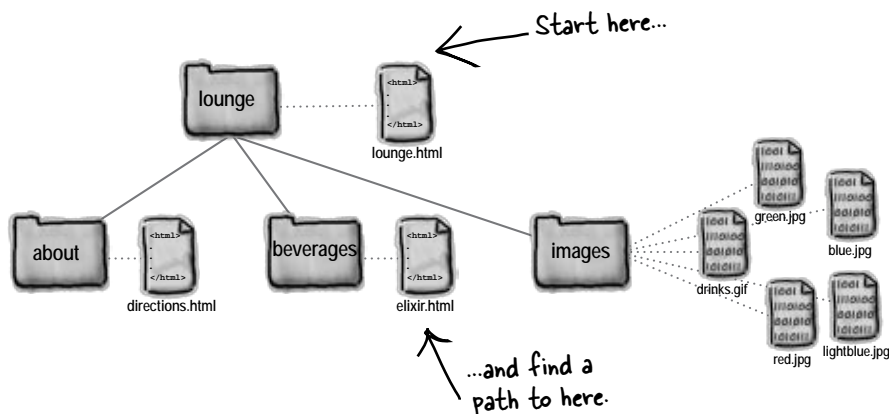 Start here...
<html>
.
.
.
</html>
lounge
lounge.html
about
<html>
.
.
.
</html>
directions.html
beverages
<html>
.
.
.
</html>
elixir.html
images
green.jpg
blue.jpg
drinks.gif
red.jpg
lightblue.jpg
...and find a
path to here.